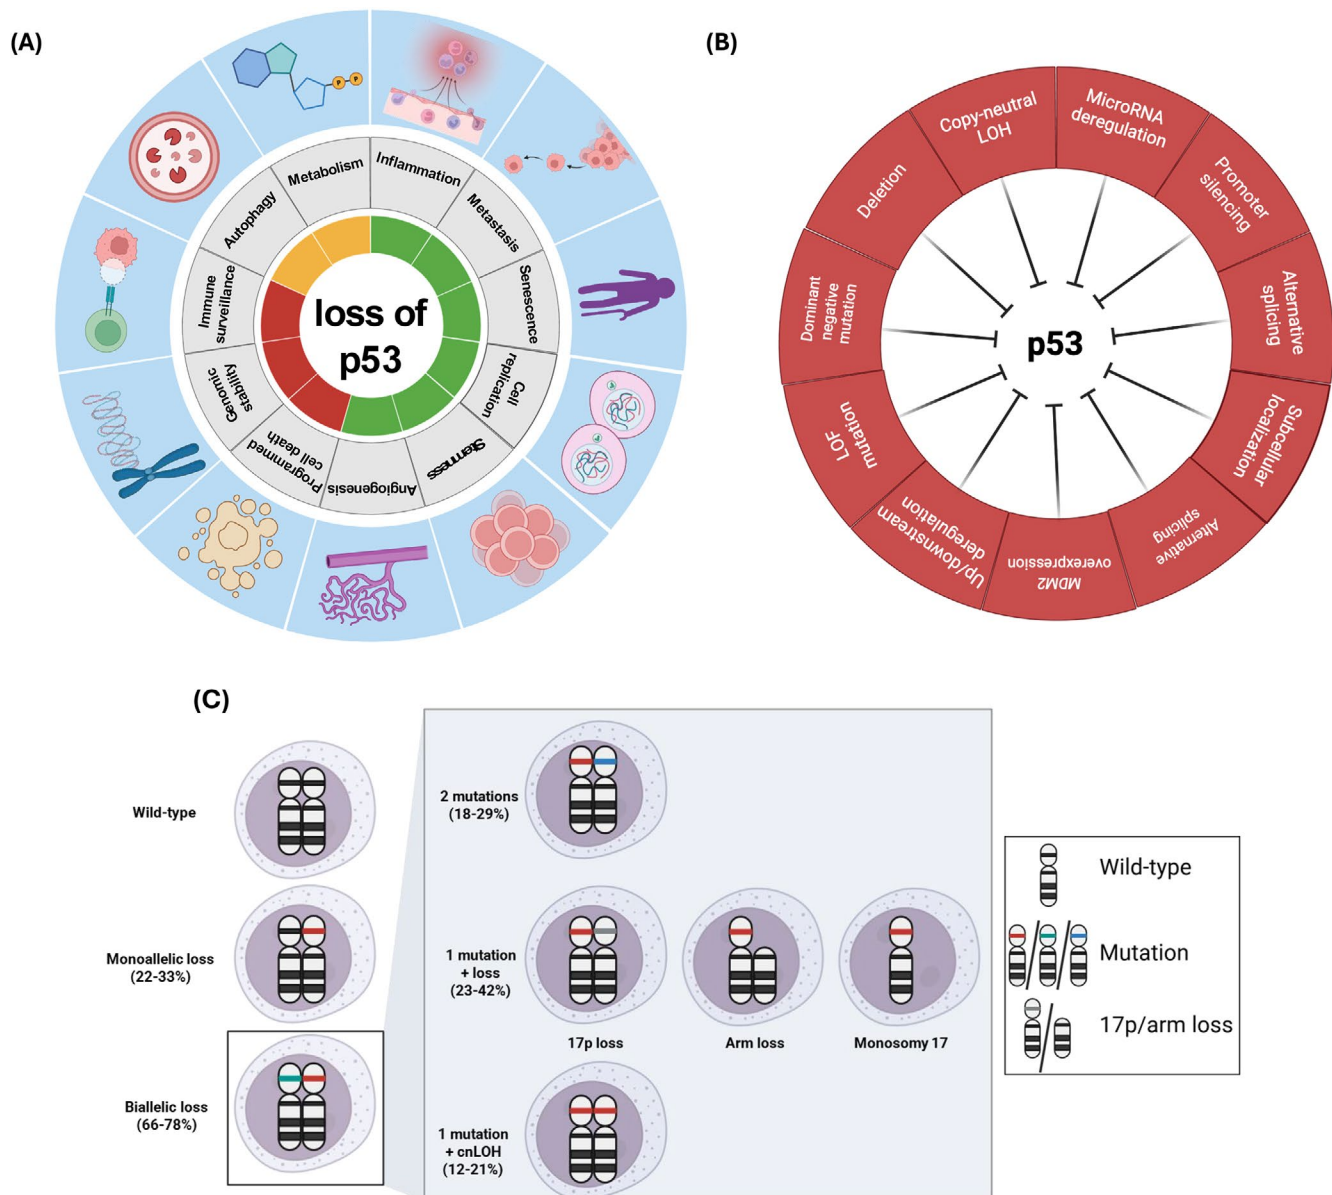 (A)
Metabolism
Inflammation
Metastasis
Senescence
Cell
replication
Stemness
Angiogenesis
Programmed
cell death
Genomic
stability
Immune
surveillance
Autophagy
loss of
p53
P P
(B)
Copy-neutral
LOH
MicroRNA
deregulation
Promoter
silencing
Alternative
splicing
Subcellular
localization
Alternative
splicing
MDM2
overexpression
Up/downstream
deregulation
LOF
mutation
Dominant
negative
mutation
Deletion
p53
(C)
Wild-type
Monoallelic loss
(22-33%)
Biallelic loss
(66-78%)
2 mutations
(18-29%)
1 mutation
+ loss
(23-42%)
17p loss
Arm loss
Monosomy 17
1 mutation
+ cnLOH
(12-21%)
Wild-type
Mutation
17p/arm loss